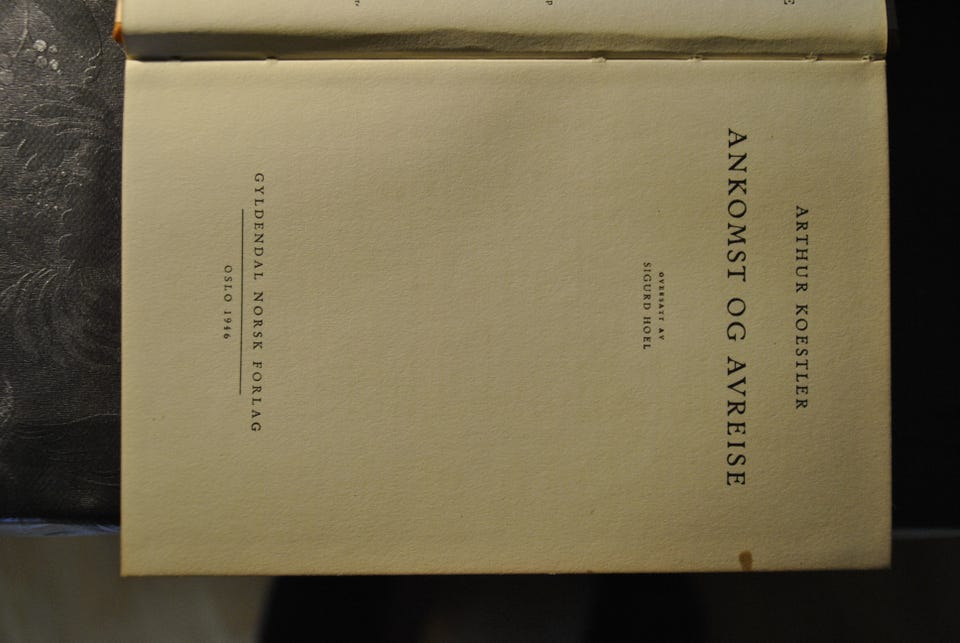 ARTHUR KOESTLER
ANKOMST OG AVREISE
OVERSATT AV
SIGURD HOEL
GYLDENDAL NORSK FORLAG
OSLO 1946